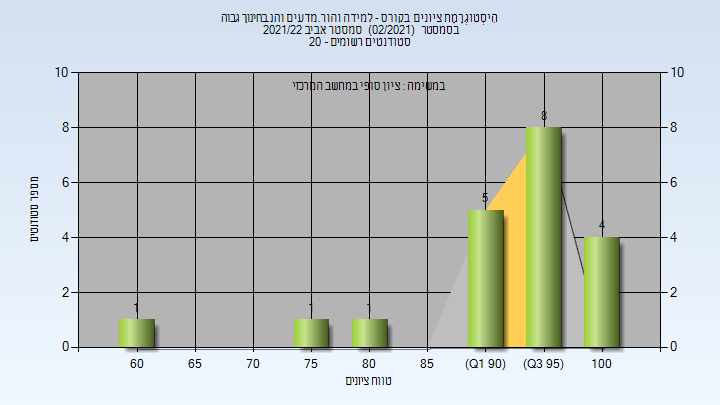 היסטוגרמת ציונים בקורס - למידה והור.מדעים והנ.בחינוך גבוה
בסמסטר (02/2021) סמסטר אביב 2021/22
סטודנטים רשומים - 20
במשימה : ציון סופי במחשב המרכזי
מספר סטודנטים
10 10
8 8
6 6
4 4
2 2
0 0
1 1 1 5 8 4
60 65 70 75 80 85 (Q1 90) (Q3 95) 100
טווח ציונים